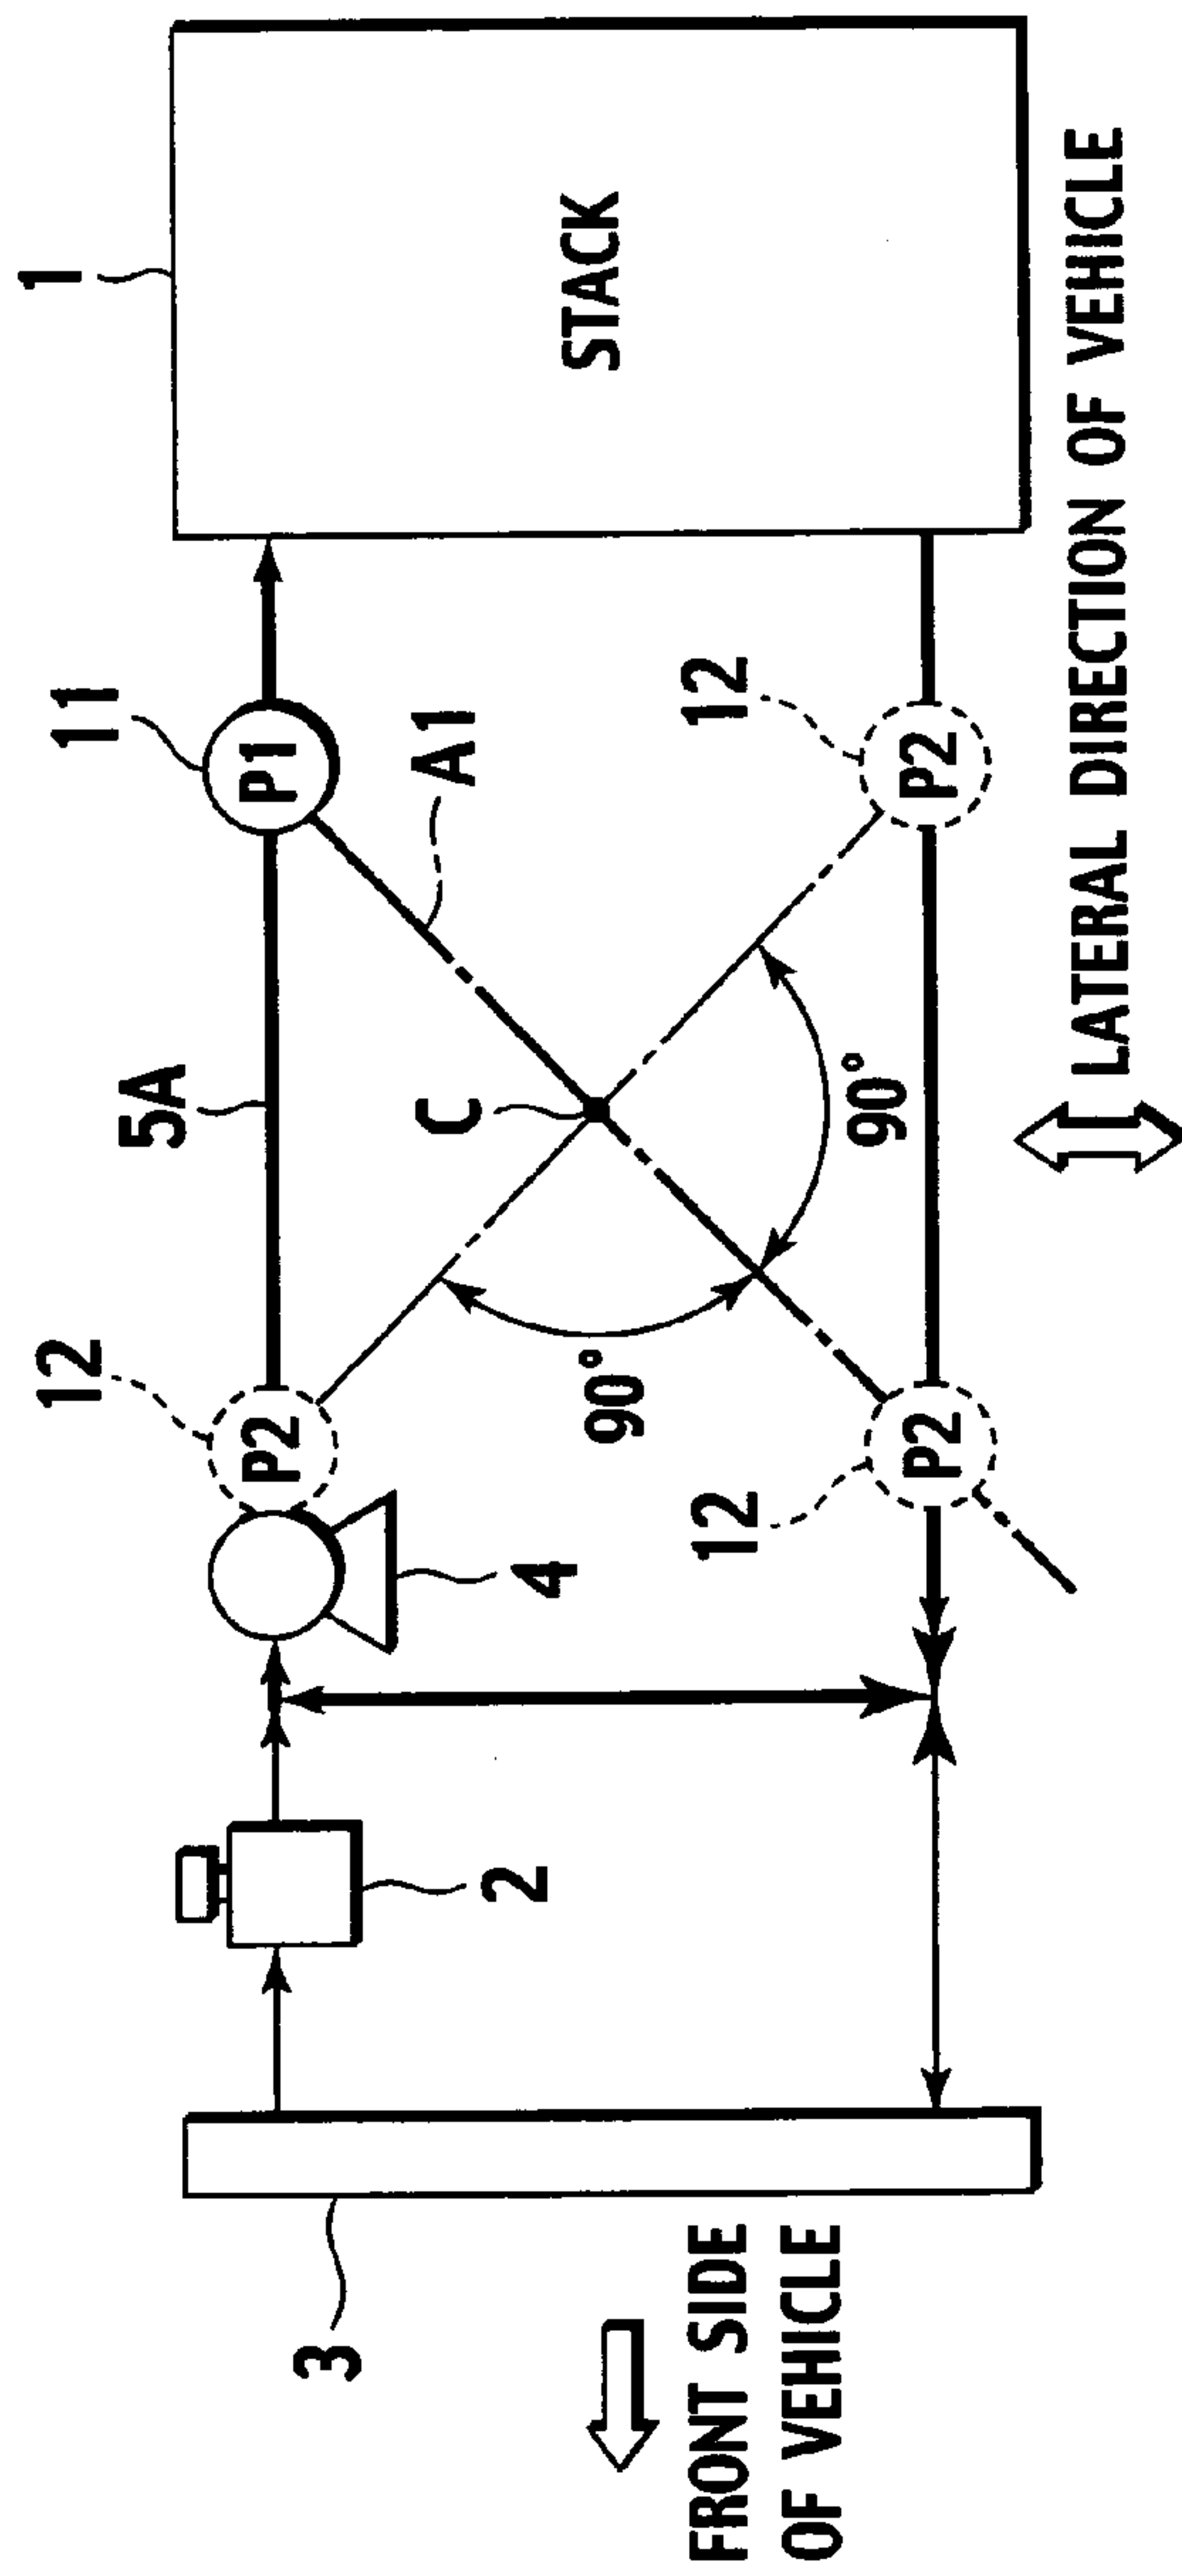 1
STACK
11
P1
A1
5A
C
12
P2
90°
LATERAL DIRECTION OF VEHICLE
12
P2
90°
4
12
P2
2
3
FRONT SIDE
OF VEHICLE